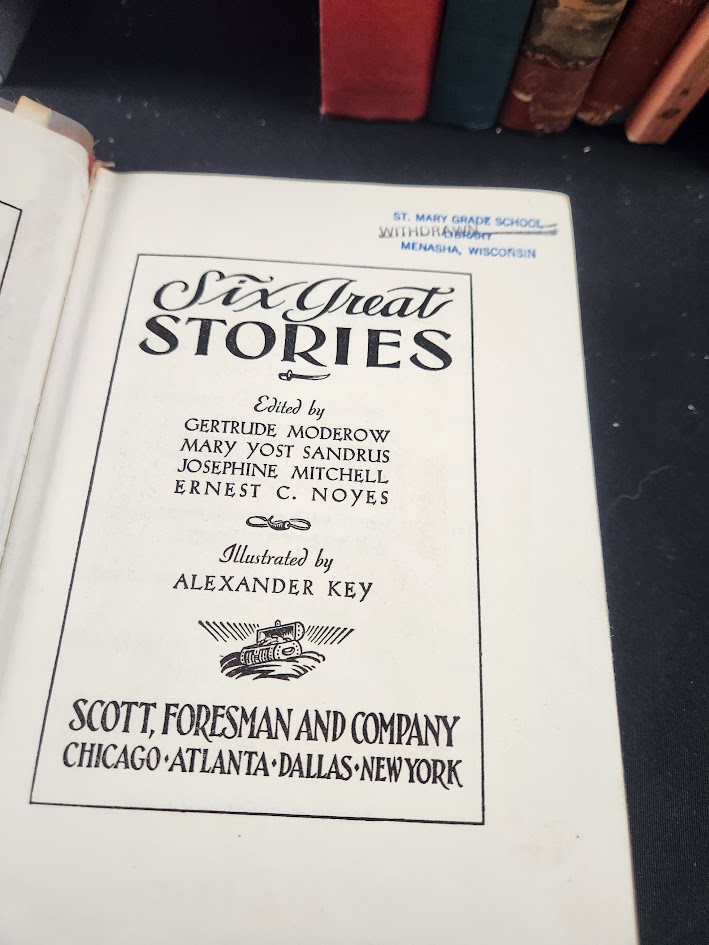 ST. MARY GRADE SCHOOL
WITHDRAWN LIBRARY
MENASHA, WISCONSIN
Six Great
STORIES
Edited by
GERTRUDE MODEROW
MARY YOST SANDRUS
JOSEPHINE MITCHELL
ERNEST C. NOYES
Illustrated by
ALEXANDER KEY
SCOTT, FORESMAN AND COMPANY
CHICAGO · ATLANTA · DALLAS · NEW YORK